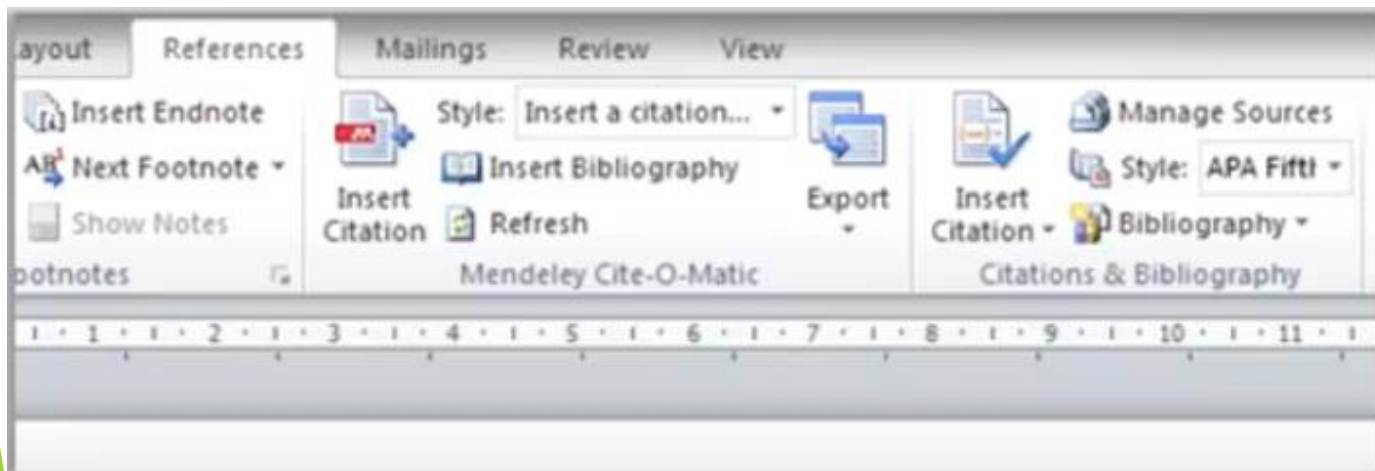 ayout References Mailings Review View
Insert Endnote
Next Footnote
Show Notes
ootnotes
Insert Citation
Style: Insert a citation...
Insert Bibliography
Refresh
Export
Mendeley Cite-O-Matic
Insert Citation
Manage Sources
Style: APA Fift
Bibliography
Citations & Bibliography
1 2 3 4 5 6 7 8 9 10 11